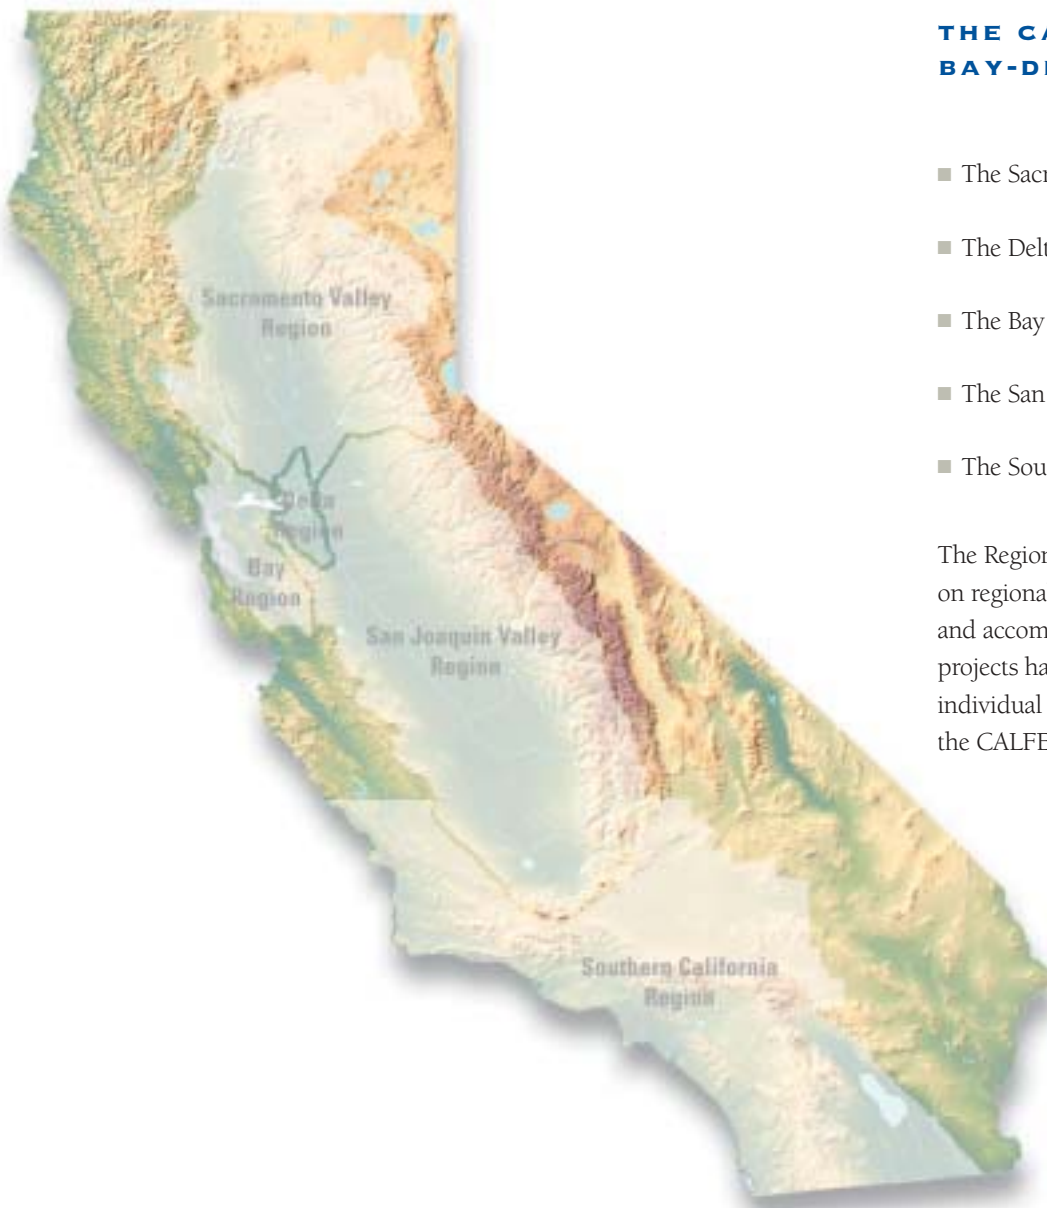 THE CA
BAY-D
The Sacr
The Delt
The Bay
The San
The Sou
The Region
on regiona
and accom
projects ha
individual
the CALFE
Sacramento Valley
Region
Delta
Region
Bay
Region
San Joaquin Valley
Region
Southern California
Region